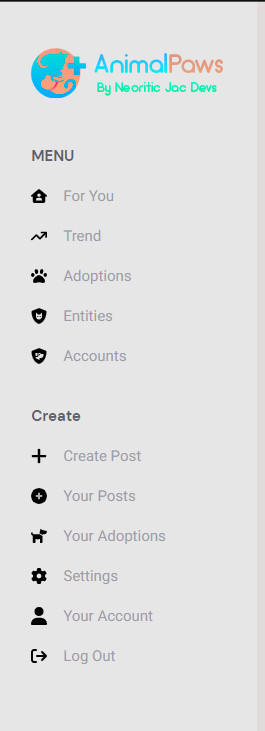 AnimalPaws
By Neoritic Jac Devs
MENU
For You
Trend
Adoptions
Entities
Accounts
Create
Create Post
Your Posts
Your Adoptions
Settings
Your Account
Log Out